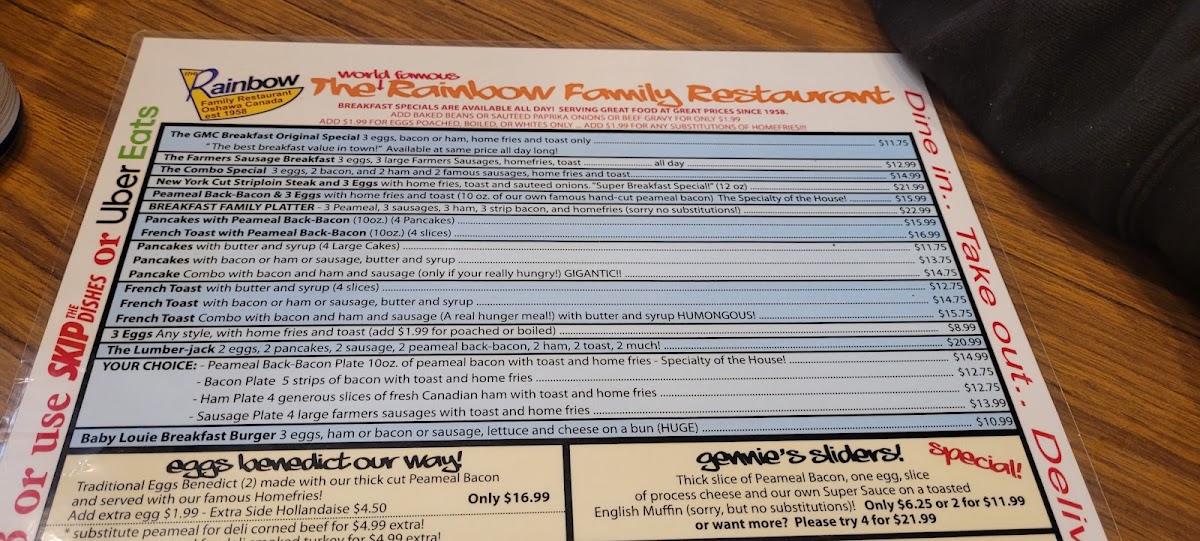 the Rainbow
Family Restaurant
Oshawa Canada
est 1958
world famous
The Rainbow Family Restaurant
BREAKFAST SPECIALS ARE AVAILABLE ALL DAY! SERVING GREAT FOOD AT GREAT PRICES SINCE 1958.
ADD BAKED BEANS OR SAUTEED PAPRIKA ONIONS OR BEEF GRAVY FOR ONLY $1.99
ADD $1.99 FOR EGGS POACHED, BOILED, OR WHITES ONLY ... ADD $1.99 FOR ANY SUBSTITUTIONS OF HOMEFRIES!!!
The GMC Breakfast Original Special 3 eggs, bacon or ham, home fries and toast only $11.75
"The best breakfast value in town!" Available at same price all day long!
The Farmers Sausage Breakfast 3 eggs, 3 large Farmers Sausages, homefries, toast all day $12.99
The Combo Special 3 eggs, 2 bacon, and 2 ham and 2 famous sausages, home fries and toast $14.99
New York Cut Striploin Steak and 3 Eggs with home fries, toast and sauteed onions. "Super Breakfast Special!" (12 oz) $21.99
Peameal Back-Bacon & 3 Eggs with home fries and toast (10 oz. of our own famous hand-cut peameal bacon) The Specialty of the House! $15.99
BREAKFAST FAMILY PLATTER - 3 Peameal, 3 sausages, 3 ham, 3 strip bacon, and homefries (sorry no substitutions!) $22.99
Pancakes with Peameal Back-Bacon (10oz.) (4 Pancakes) $15.99
French Toast with Peameal Back-Bacon (10oz.) (4 slices) $16.99
Pancakes with butter and syrup (4 Large Cakes) $11.75
Pancakes with bacon or ham or sausage, butter and syrup $13.75
Pancake Combo with bacon and ham and sausage (only if your really hungry!) GIGANTIC!! $14.75
French Toast with butter and syrup (4 slices) $12.75
French Toast with bacon or ham or sausage, butter and syrup $14.75
French Toast Combo with bacon and ham and sausage (A real hunger meal!) with butter and syrup HUMONGOUS! $15.75
3 Eggs Any style, with home fries and toast (add $1.99 for poached or boiled) $8.99
The Lumber-jack 2 eggs, 2 pancakes, 2 sausage, 2 peameal back-bacon, 2 ham, 2 toast, 2 much! $20.99
YOUR CHOICE: - Peameal Back-Bacon Plate 10oz. of peameal bacon with toast and home fries - Specialty of the House! $14.99
- Bacon Plate 5 strips of bacon with toast and home fries $12.75
- Ham Plate 4 generous slices of fresh Canadian ham with toast and home fries $12.75
- Sausage Plate 4 large farmers sausages with toast and home fries $13.99
Baby Louie Breakfast Burger 3 eggs, ham or bacon or sausage, lettuce and cheese on a bun (HUGE) $10.99
eggs benedict our way!
Traditional Eggs Benedict (2) made with our thick cut Peameal Bacon
and served with our famous Homefries! Only $16.99
Add extra egg $1.99 - Extra Side Hollandaise $4.50
* substitute peameal for deli corned beef for $4.99 extra!
for deli smoked turkey for $4.99 extra!
gennie's sliders! special!
Thick slice of Peameal Bacon, one egg, slice
of process cheese and our own Super Sauce on a toasted
English Muffin (sorry, but no substitutions)! Only $6.25 or 2 for $11.99
or want more? Please try 4 for $21.99
or use SKIP THE DISHES or Uber Eats
Dine in... Take out...